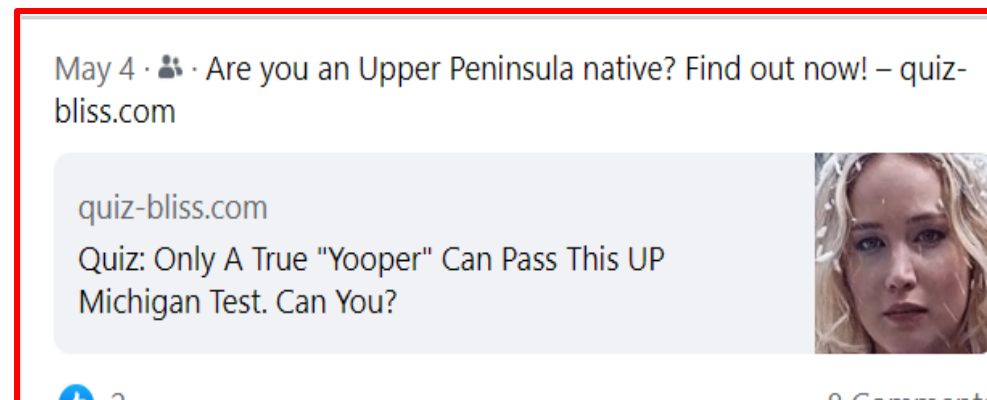 May 4 · · Are you an Upper Peninsula native? Find out now! – quiz-
bliss.com
quiz-bliss.com
Quiz: Only A True "Yooper" Can Pass This UP
Michigan Test. Can You?